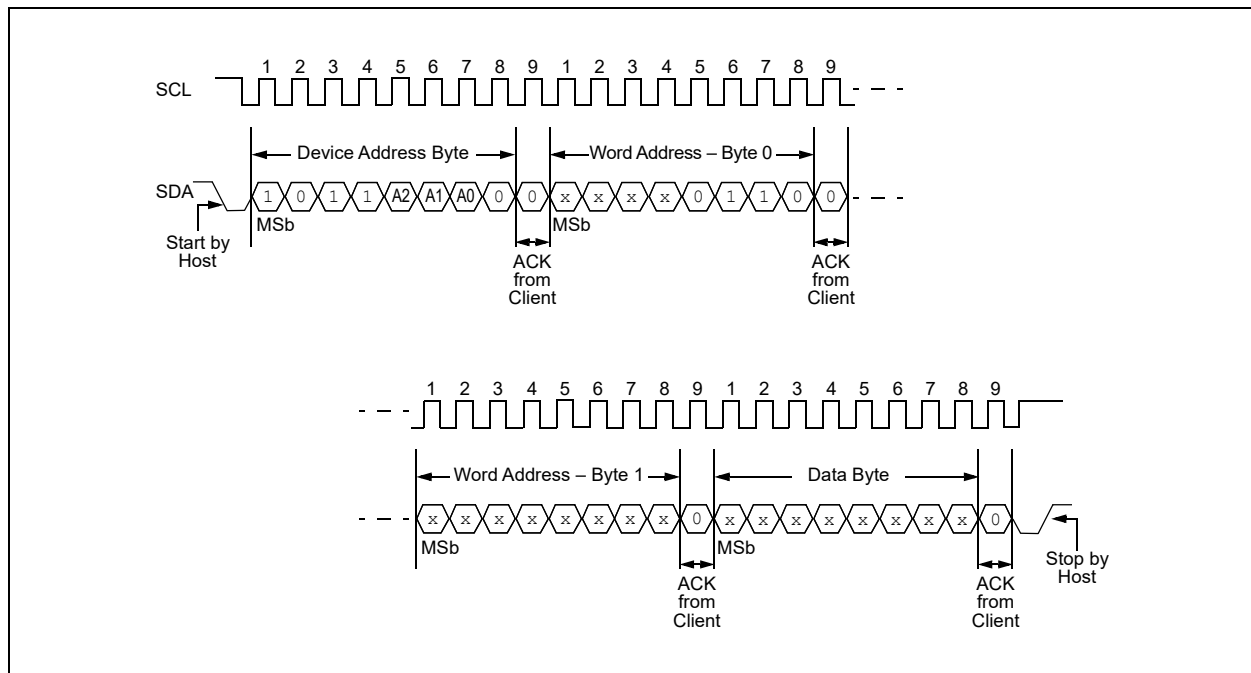 1 2 3 4 5 6 7 8 9 1 2 3 4 5 6 7 8 9
SCL
Device Address Byte Word Address – Byte 0
SDA 1 0 1 1 A2 A1 A0 0 0 x x x x 0 1 1 0 0
MSb MSb
Start by
Host
ACK
from
Client
ACK
from
Client
1 2 3 4 5 6 7 8 9 1 2 3 4 5 6 7 8 9
Word Address – Byte 1 Data Byte
x x x x x x x x 0 x x x x x x x x 0
MSb MSb
Stop by
Host
ACK
from
Client
ACK
from
Client